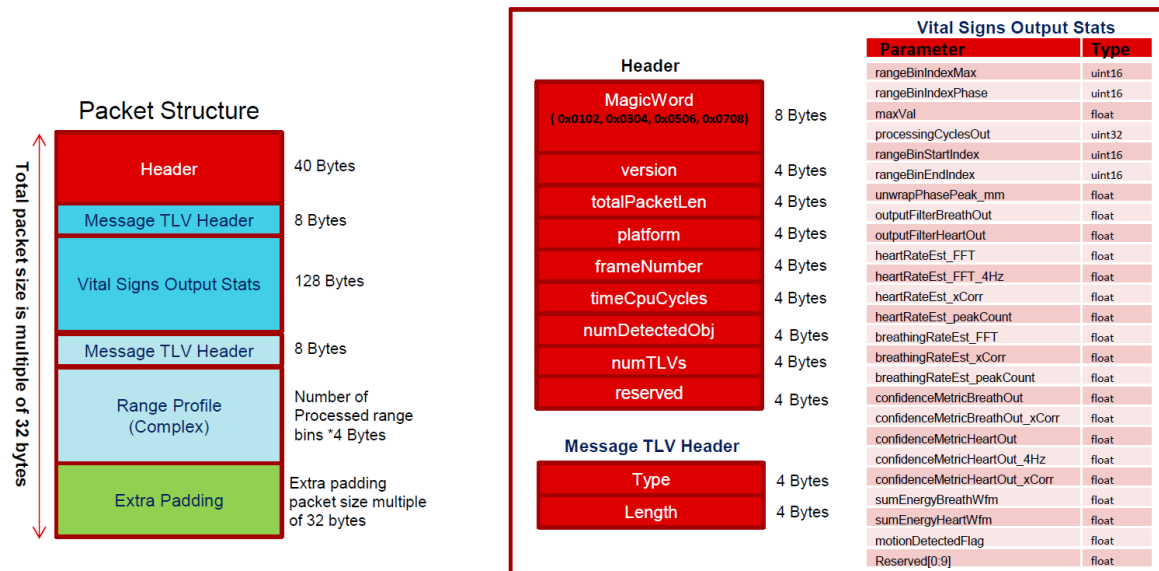 Packet Structure
Total packet size is multiple of 32 bytes
Header
40 Bytes
Message TLV Header
8 Bytes
Vital Signs Output Stats
128 Bytes
Message TLV Header
8 Bytes
Range Profile
(Complex)
Number of
Processed range
bins *4 Bytes
Extra Padding
Extra padding
packet size multiple
of 32 bytes
Header
MagicWord
( 0x0102, 0x0304, 0x0506, 0x0708)
8 Bytes
version
4 Bytes
totalPacketLen
4 Bytes
platform
4 Bytes
frameNumber
4 Bytes
timeCpuCycles
4 Bytes
numDetectedObj
4 Bytes
numTLVs
4 Bytes
reserved
4 Bytes
Message TLV Header
Type
4 Bytes
Length
4 Bytes
Vital Signs Output Stats
Parameter Type
rangeBinIndexMax uint16
rangeBinIndexPhase uint16
maxVal float
processingCyclesOut uint32
rangeBinStartIndex uint16
rangeBinEndIndex uint16
unwrapPhasePeak_mm float
outputFilterBreathOut float
outputFilterHeartOut float
heartRateEst_FFT float
heartRateEst_FFT_4Hz float
heartRateEst_xCorr float
heartRateEst_peakCount float
breathingRateEst_FFT float
breathingRateEst_xCorr float
breathingRateEst_peakCount float
confidenceMetricBreathOut float
confidenceMetricBreathOut_xCorr float
confidenceMetricHeartOut float
confidenceMetricHeartOut_4Hz float
confidenceMetricHeartOut_xCorr float
sumEnergyBreathWfm float
sumEnergyHeartWfm float
motionDetectedFlag float
Reserved[0:9] float